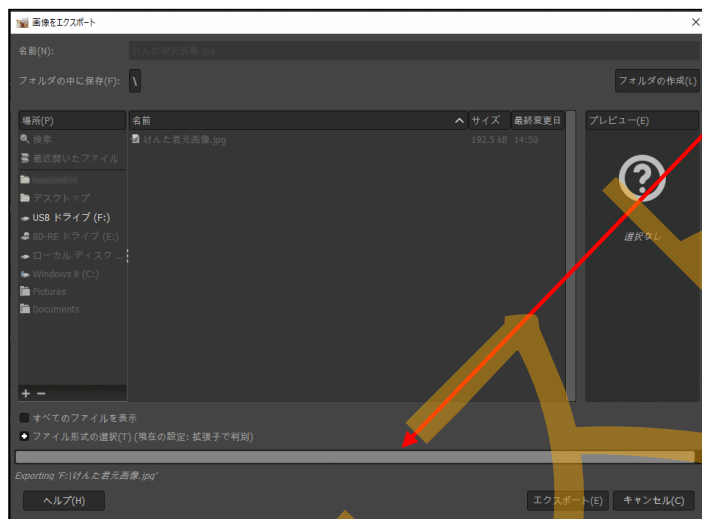 画像をエクスポート
名前(N): けんた君元画像.jpg
フォルダの中に保存(F): \ フォルダの作成(L)
場所(P) 名前 サイズ 最終変更日 プレビュー(E)
検索 けんた君元画像.jpg 192.5 kB 14:50
最近開いたファイル
デスクトップ
USB ドライブ (F:)
選択なし
BD-RE ドライブ (E:)
ローカル ディスク ...
Windows 8 (C:)
Pictures
Documents
すべてのファイルを表示
ファイル形式の選択(T) (現在の設定: 拡張子で判別)
Exporting 'F:\けんた君元画像.jpg'
ヘルプ(H) エクスポート(E) キャンセル(C)